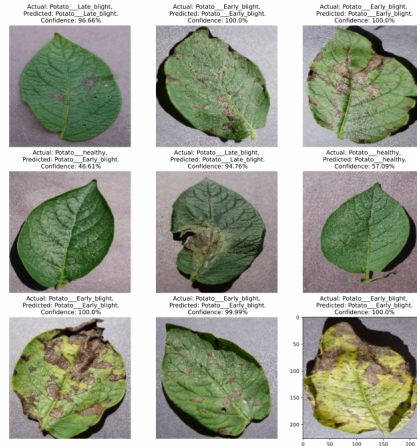 Actual: Potato___Late_blight,
Predicted: Potato___Late_blight.
Confidence: 96.66%
Actual: Potato___Early_blight,
Predicted: Potato___Early_blight.
Confidence: 100.0%
Actual: Potato___Early_blight,
Predicted: Potato___Early_blight.
Confidence: 100.0%
Actual: Potato___healthy,
Predicted: Potato___Early_blight.
Confidence: 46.61%
Actual: Potato___Late_blight,
Predicted: Potato___Late_blight.
Confidence: 94.76%
Actual: Potato___healthy,
Predicted: Potato___healthy.
Confidence: 57.09%
Actual: Potato___Early_blight,
Predicted: Potato___Early_blight.
Confidence: 100.0%
Actual: Potato___Early_blight,
Predicted: Potato___Early_blight.
Confidence: 99.99%
Actual: Potato___Early_blight,
Predicted: Potato___Early_blight.
Confidence: 100.0%
0
50
100
150
200
0 50 100 150 200